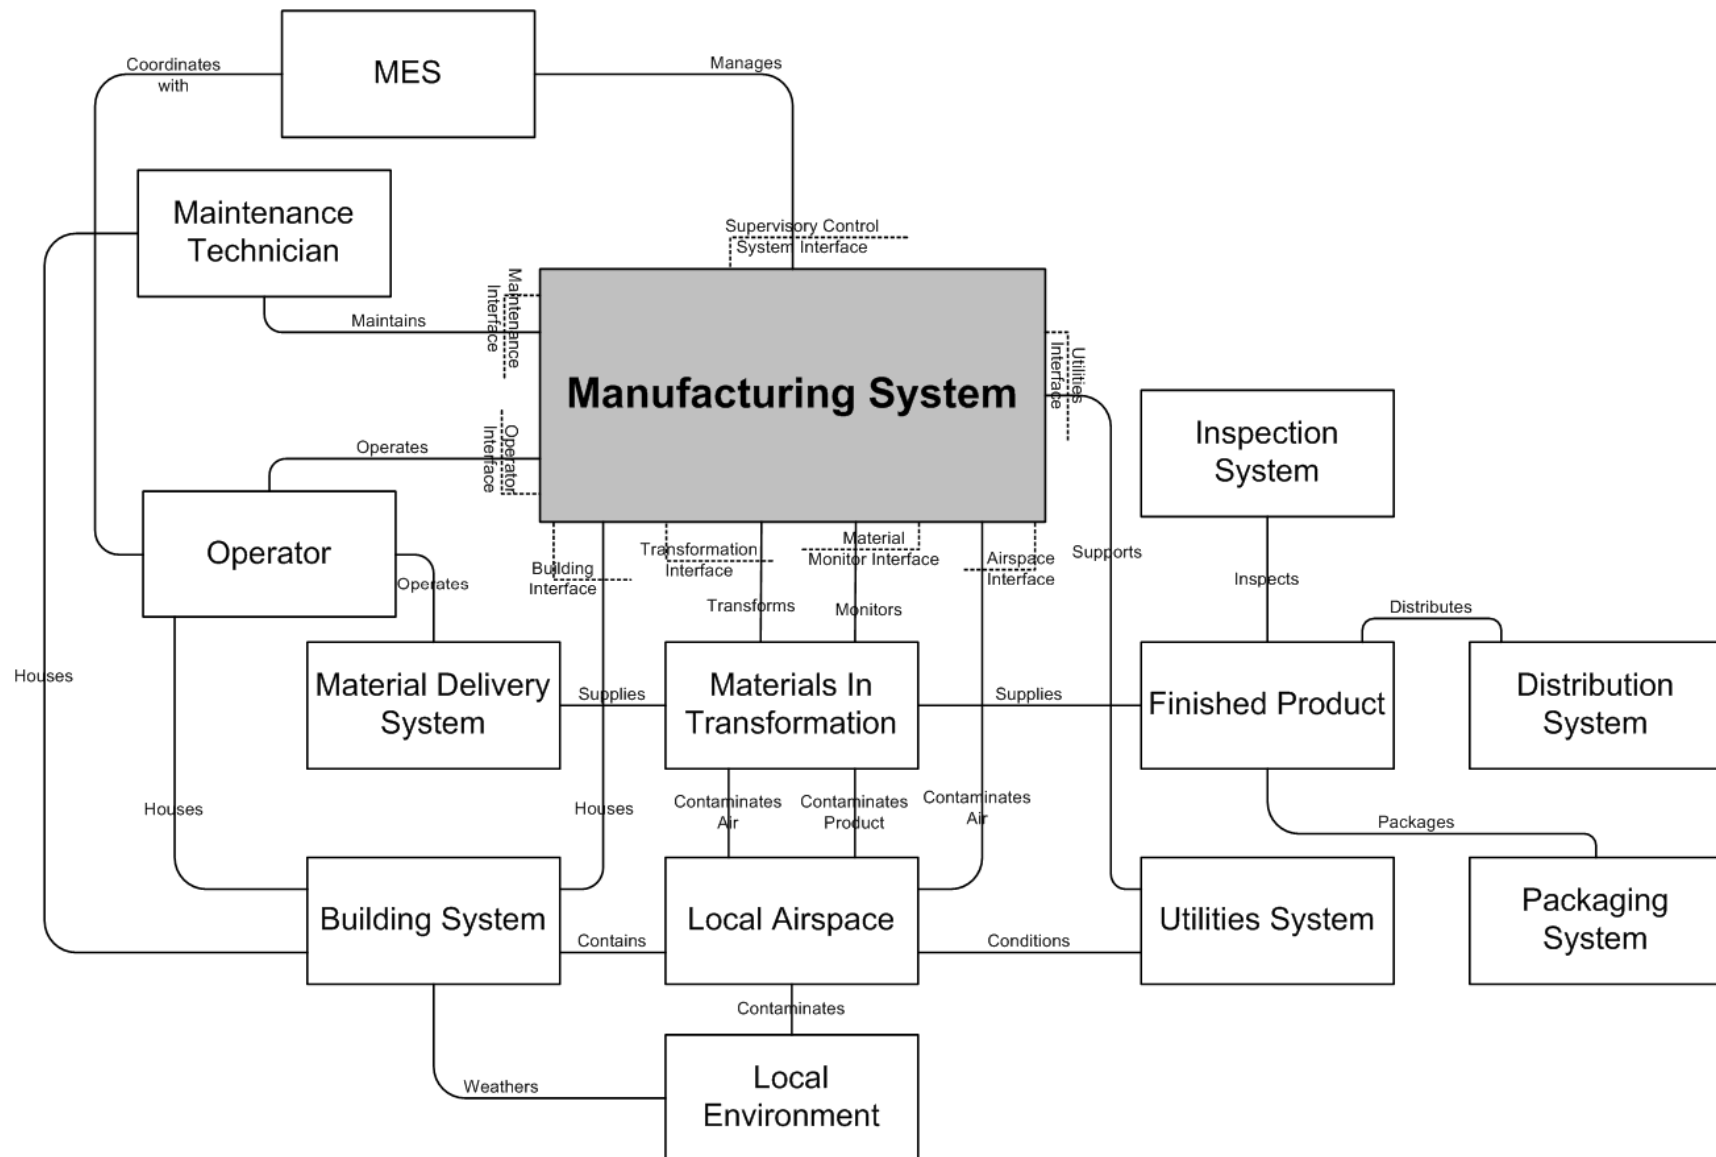 MES
Coordinates
with
Manages
Maintenance
Technician
Supervisory Control
System Interface
Maintenance
Interface
Maintains
Utilities
Interface
Manufacturing System
Operator
Interface
Operates
Inspection
System
Operator
Operates
Building
Interface
Transformation
Interface
Material
Monitor Interface
Airspace
Interface
Supports
Inspects
Transforms
Monitors
Distributes
Houses
Material Delivery
System
Supplies
Materials In
Transformation
Supplies
Finished Product
Distribution
System
Houses
Houses
Contaminates
Air
Contaminates
Product
Contaminates
Air
Packages
Building System
Contains
Local Airspace
Conditions
Utilities System
Packaging
System
Contaminates
Weathers
Local
Environment